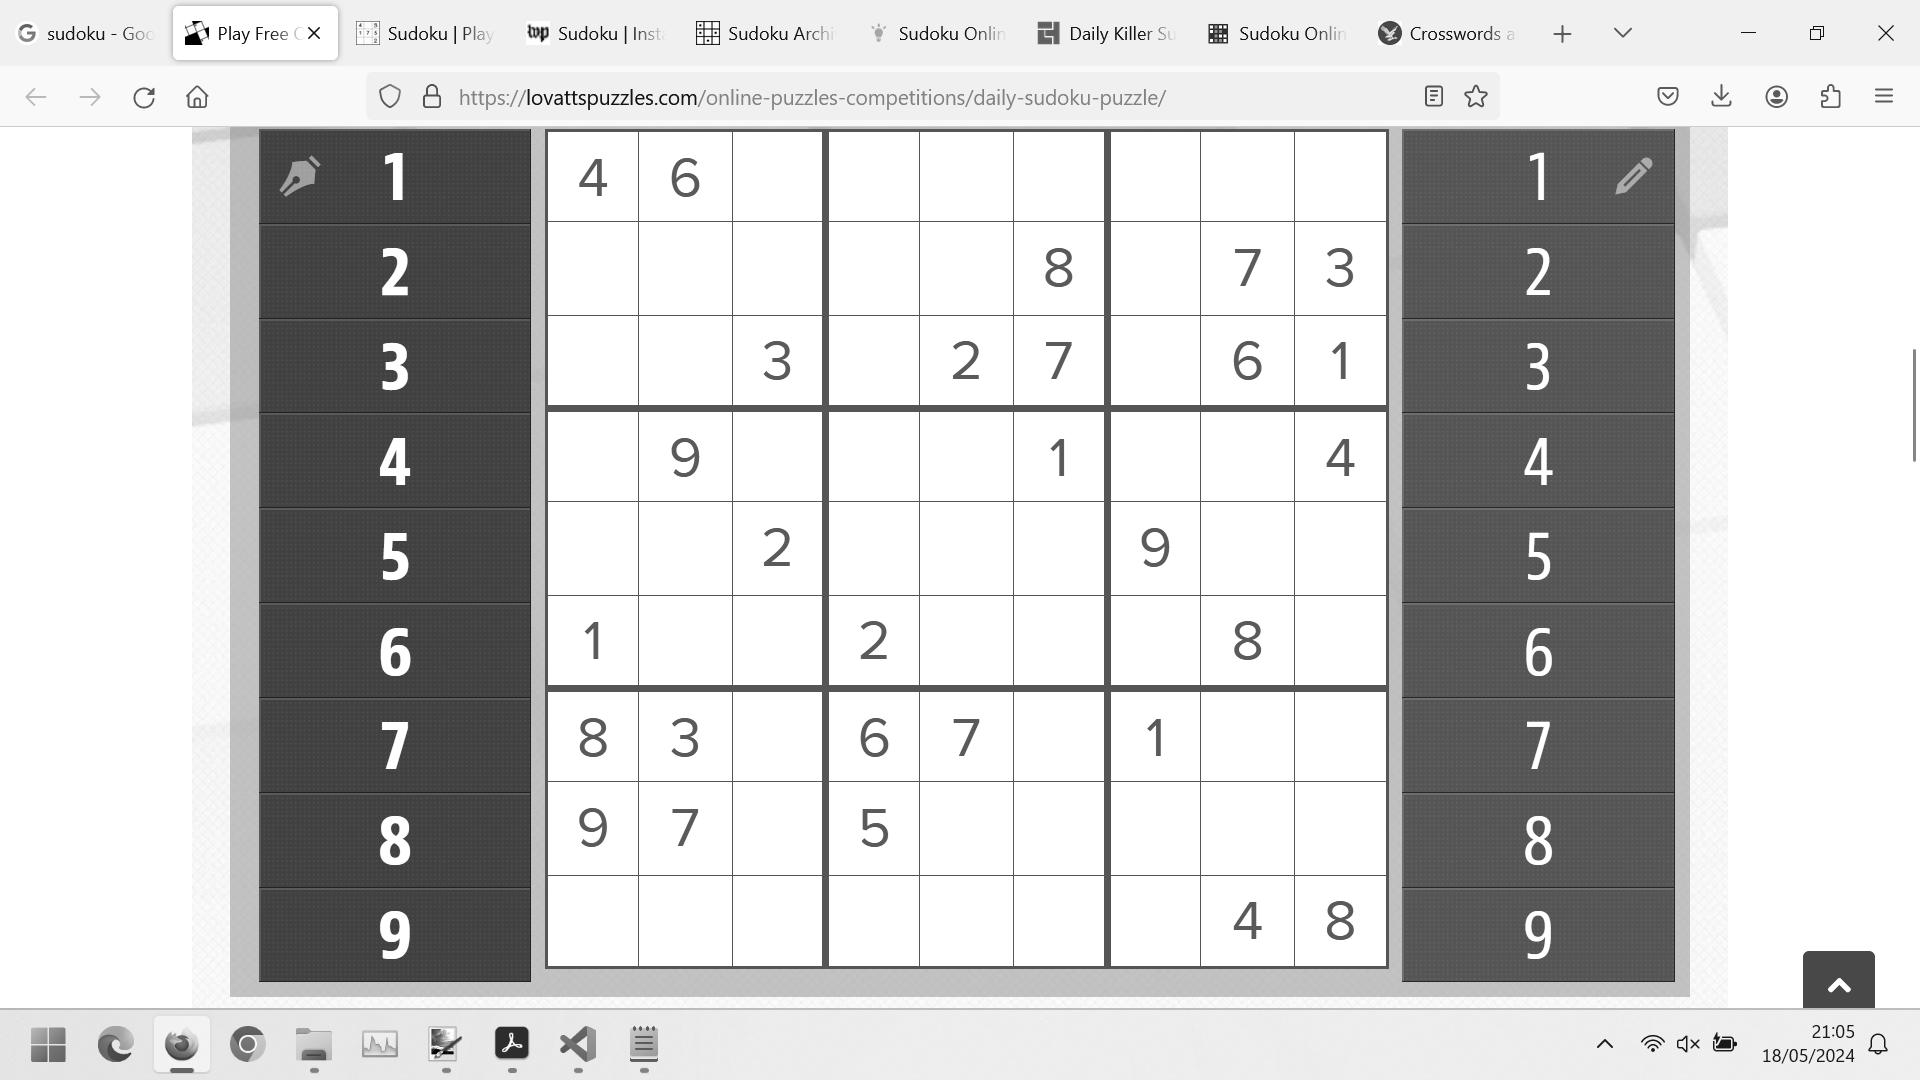 sudoku - Goo
Play Free O
Sudoku | Play
wp Sudoku | Insta
Sudoku Archi
Sudoku Onlin
Daily Killer Su
Sudoku Onlin
Crosswords a
https://lovattspuzzles.com/online-puzzles-competitions/daily-sudoku-puzzle/
1 4 6 1
2 8 7 3 2
3 3 2 7 6 1 3
4 9 1 4 4
5 2 9 5
6 1 2 8 6
7 8 3 6 7 1 7
8 9 7 5 8
9 4 8 9
21:05
18/05/2024